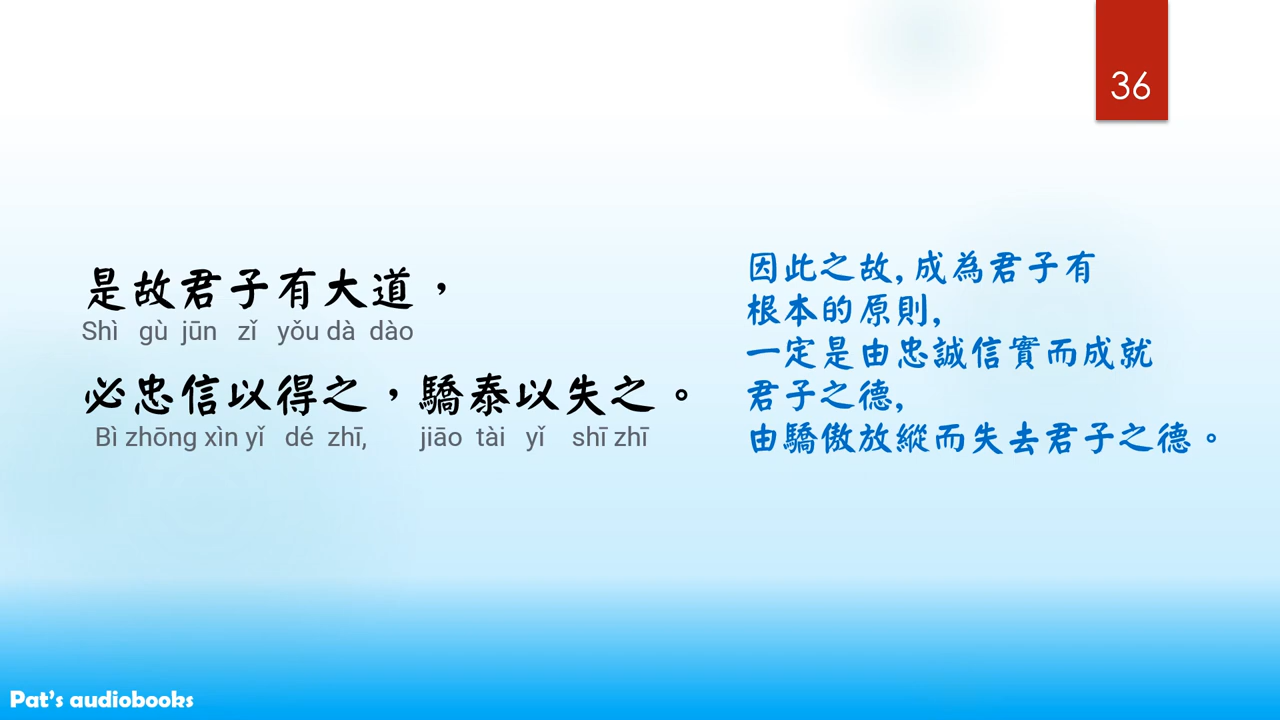 36
是故君子有大道，
Shì gù jūn zǐ yǒu dà dào
必忠信以得之，驕泰以失之。
Bì zhōng xìn yǐ dé zhī, jiāo tài yǐ shī zhī
因此之故,成為君子有
根本的原則,
一定是由忠誠信實而成就
君子之德,
由驕傲放縱而失去君子之德。
Pat's audiobooks